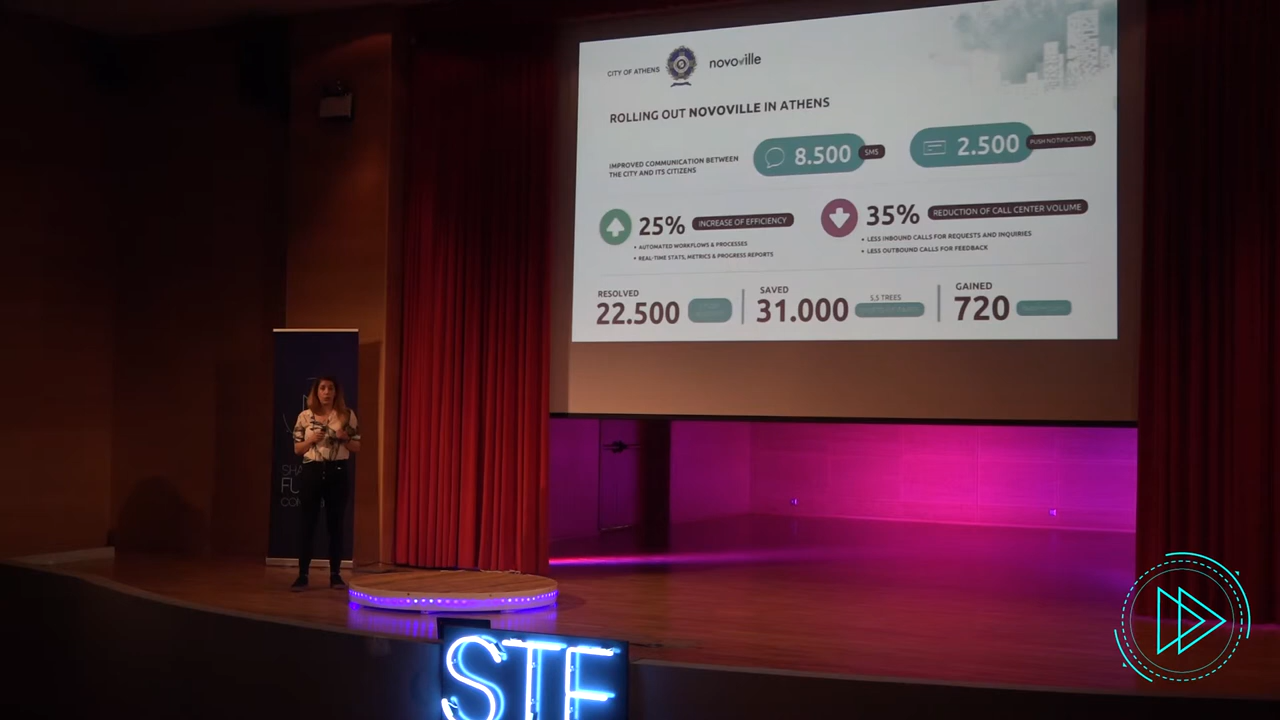 CITY OF ATHENS
novoville
ROLLING OUT NOVOVILLE IN ATHENS
IMPROVED COMMUNICATION BETWEEN
THE CITY AND ITS CITIZENS
8.500 SMS
2.500 PUSH NOTIFICATIONS
25% INCREASE OF EFFICIENCY
• AUTOMATED WORKFLOWS & PROCESSES
• REAL-TIME STATS, METRICS & PROGRESS REPORTS
35% REDUCTION OF CALL CENTER VOLUME
• LESS INBOUND CALLS FOR REQUESTS AND INQUIRIES
• LESS OUTBOUND CALLS FOR FEEDBACK
RESOLVED
22.500
SAVED
31.000
5,5 TREES
GAINED
720
STF